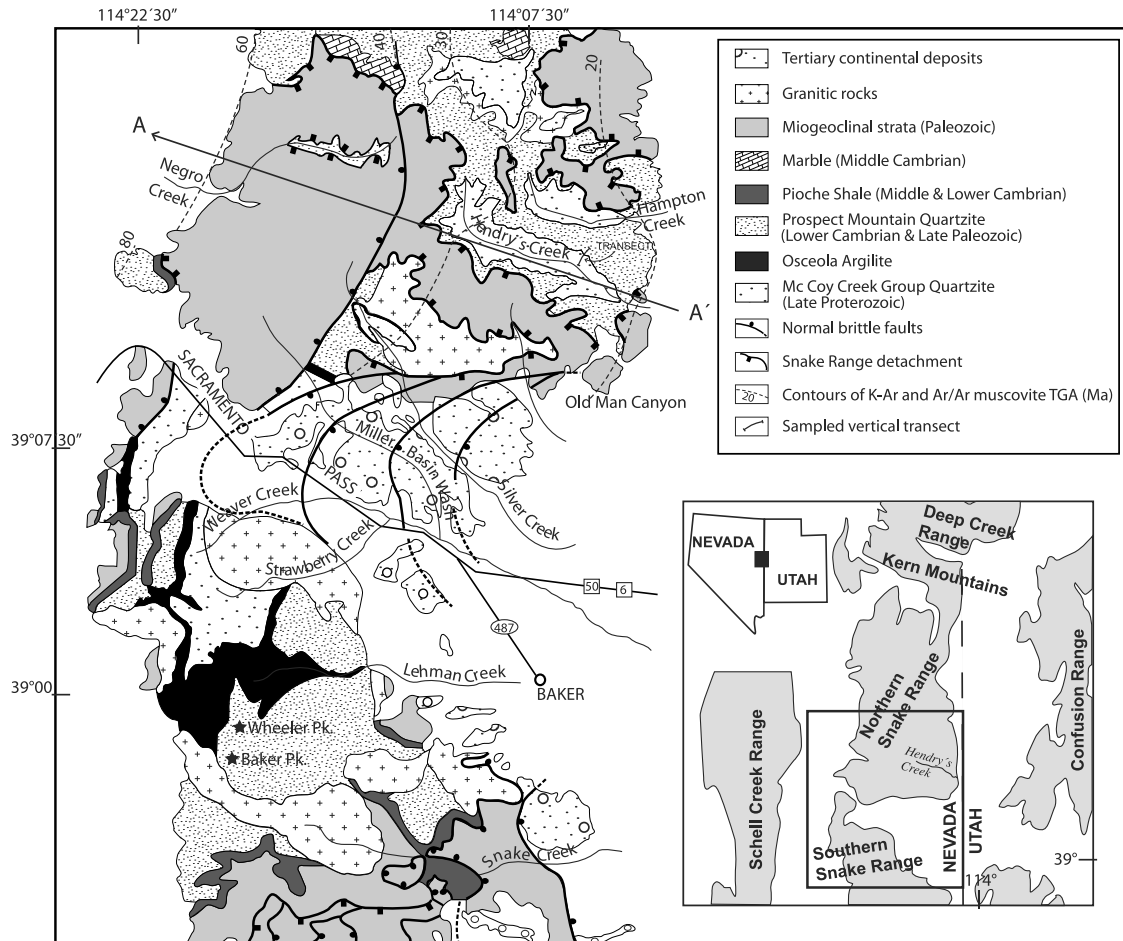 114°22′30″
114°07′30″
60
40
30
20
A
Negro
Creek
80
Hendry′s Creek
Hampton
Creek
TRANSECT
A′
SACRAMENTO
PASS
Old Man Canyon
39°07′30″
Miller
Basin Wash
Silver Creek
Weaver Creek
Strawberry Creek
50
6
487
Lehman Creek
39°00
BAKER
Wheeler Pk.
Baker Pk.
Snake Creek
Tertiary continental deposits
Granitic rocks
Miogeoclinal strata (Paleozoic)
Marble (Middle Cambrian)
Pioche Shale (Middle & Lower Cambrian)
Prospect Mountain Quartzite
(Lower Cambrian & Late Paleozoic)
Osceola Argilite
Mc Coy Creek Group Quartzite
(Late Proterozoic)
Normal brittle faults
Snake Range detachment
20
Contours of K-Ar and Ar/Ar muscovite TGA (Ma)
Sampled vertical transect
NEVADA
UTAH
Deep Creek
Range
Kern Mountains
Northern
Snake Range
Confusion Range
Schell Creek Range
Hendry′s
Creek
NEVADA
UTAH
Southern
Snake Range
39°
114°